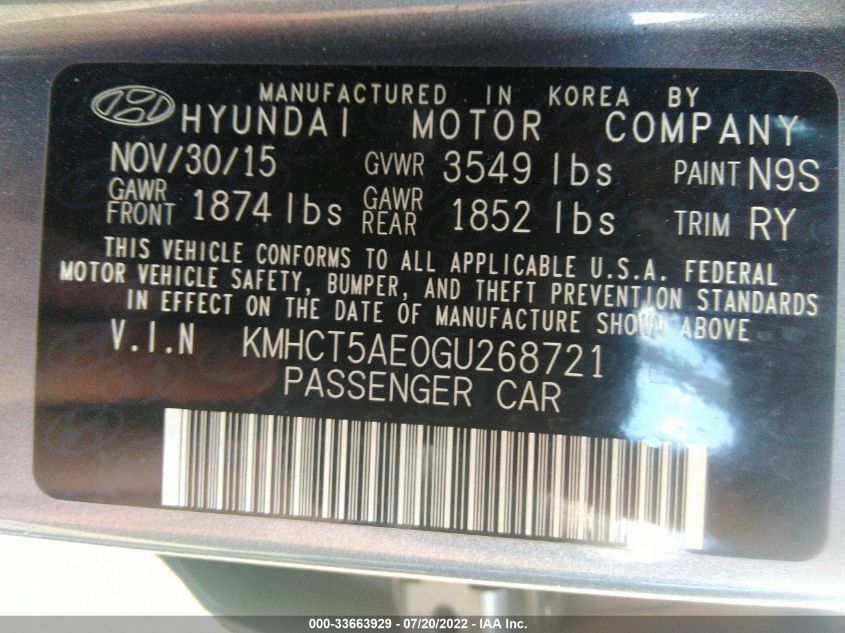 MANUFACTURED IN KOREA BY
HYUNDAI MOTOR COMPANY
NOV/30/15 GVWR 3549 lbs PAINT N9S
GAWR FRONT 1874 lbs GAWR REAR 1852 lbs TRIM RY
THIS VEHICLE CONFORMS TO ALL APPLICABLE U.S.A. FEDERAL
MOTOR VEHICLE SAFETY, BUMPER, AND THEFT PREVENTION STANDARDS
IN EFFECT ON THE DATE OF MANUFACTURE SHOWN ABOVE
V.I.N KMHCT5AE0GU268721
PASSENGER CAR
000-33663929 - 07/20/2022 - IAA Inc.